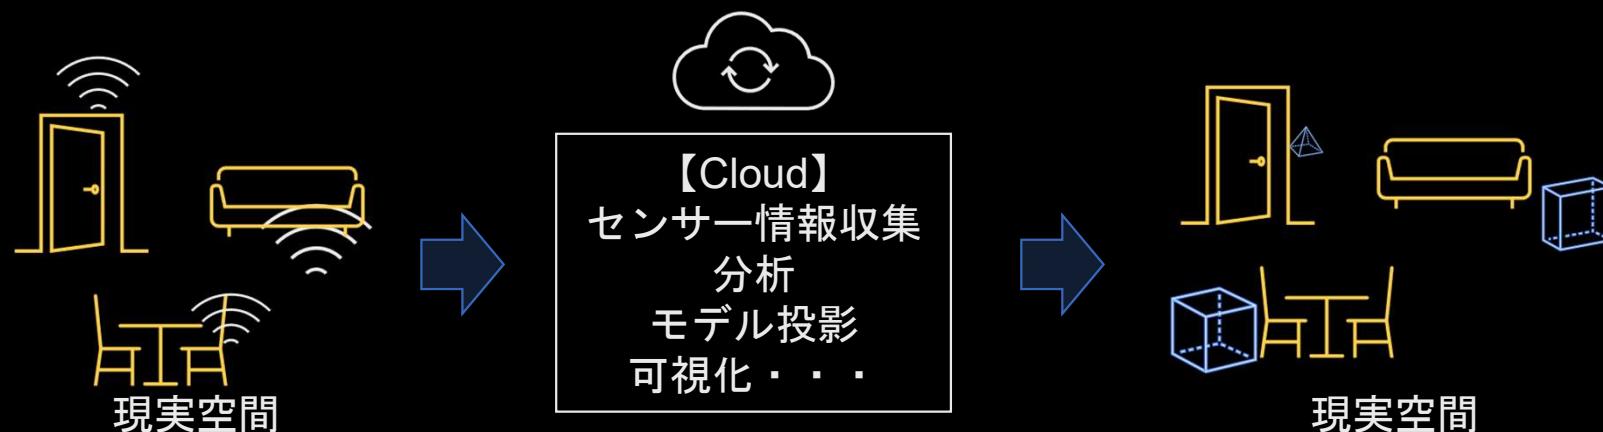 【Cloud】
センサー情報収集
分析
モデル投影
可視化・・・
現実空間
現実空間